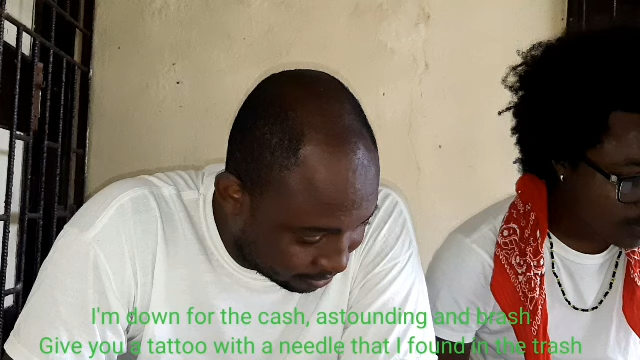 I'm down for the cash, astounding and brash
Give you a tattoo with a needle that I found in the trash